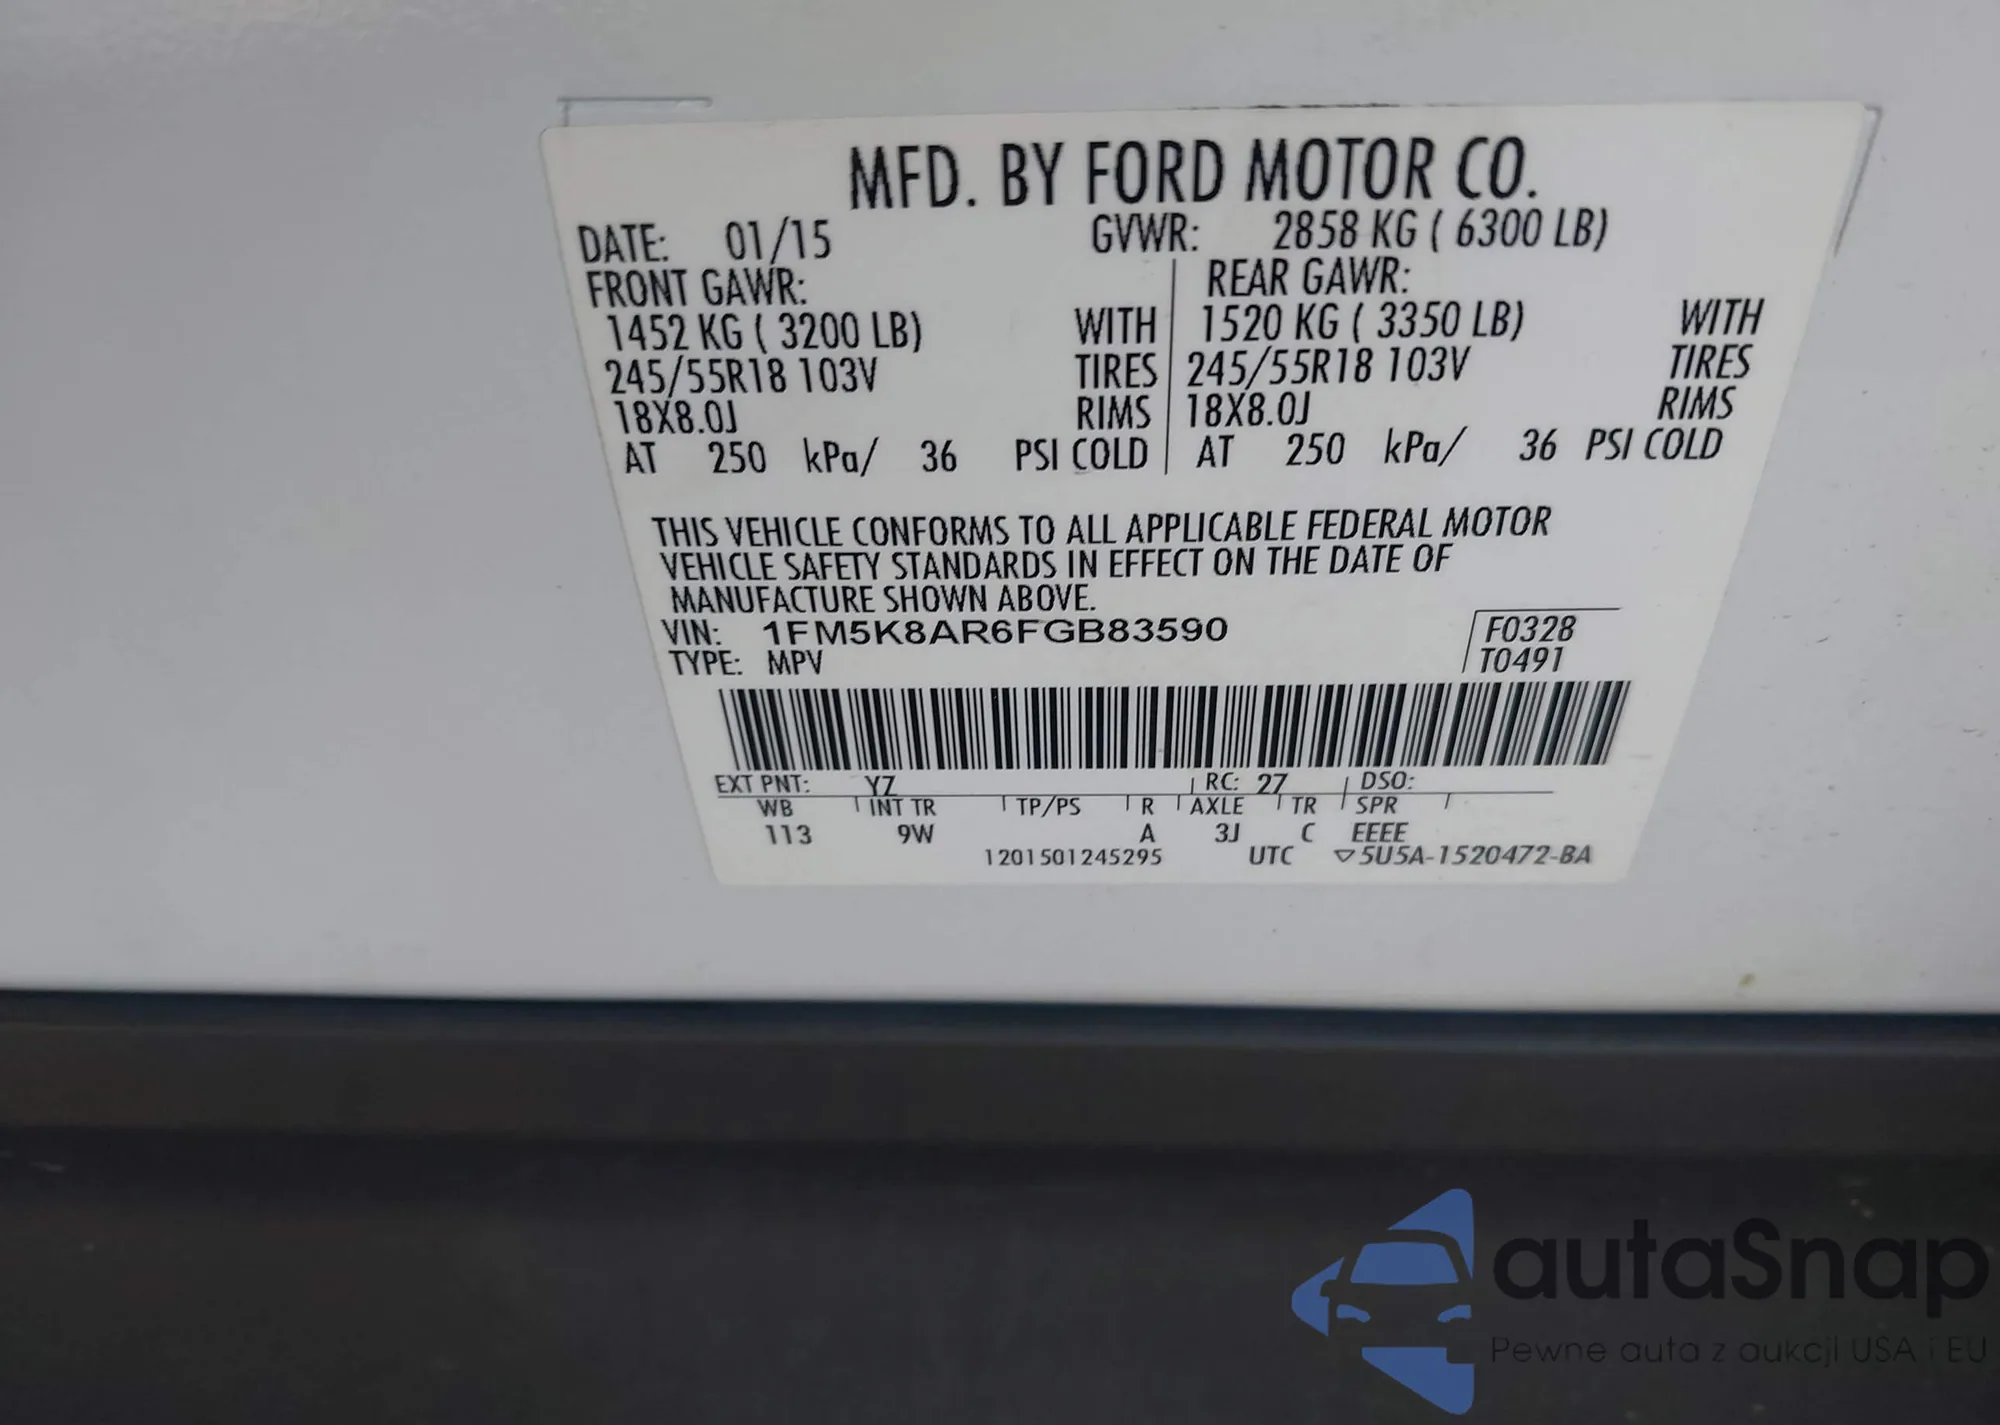 MFD. BY FORD MOTOR CO.
DATE: 01/15 GVWR: 2858 KG ( 6300 LB)
FRONT GAWR: REAR GAWR:
1452 KG ( 3200 LB) WITH 1520 KG ( 3350 LB) WITH
245/55R18 103V TIRES 245/55R18 103V TIRES
18X8.0J RIMS 18X8.0J RIMS
AT 250 kPa/ 36 PSI COLD AT 250 kPa/ 36 PSI COLD
THIS VEHICLE CONFORMS TO ALL APPLICABLE FEDERAL MOTOR
VEHICLE SAFETY STANDARDS IN EFFECT ON THE DATE OF
MANUFACTURE SHOWN ABOVE.
VIN: 1FM5K8AR6FGB83590 F0328
TYPE: MPV T0491
EXT PNT: YZ RC: 27 DSO:
WB INT TR TP/PS R AXLE TR SPR
113 9W A 3J C EEEE
1201501245295 UTC ▽5U5A-1520472-BA
autaSnap
Pewne auta z aukcji USA i EU